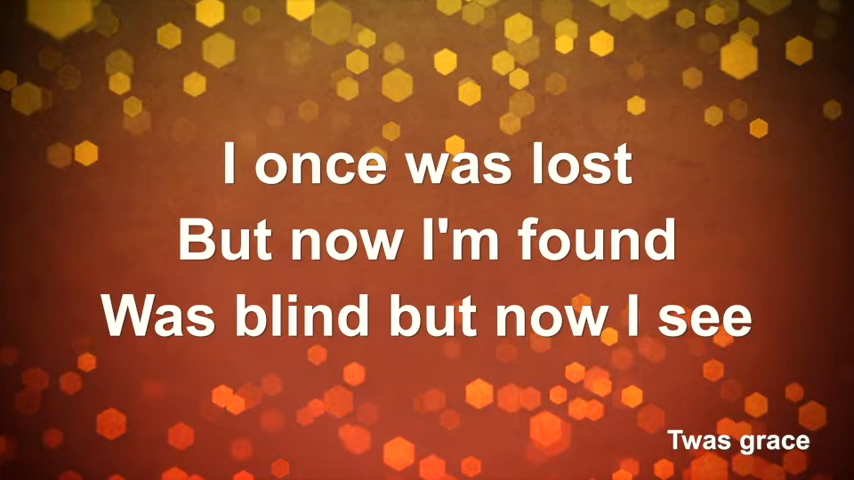 I once was lost
But now I'm found
Was blind but now I see
Twas grace